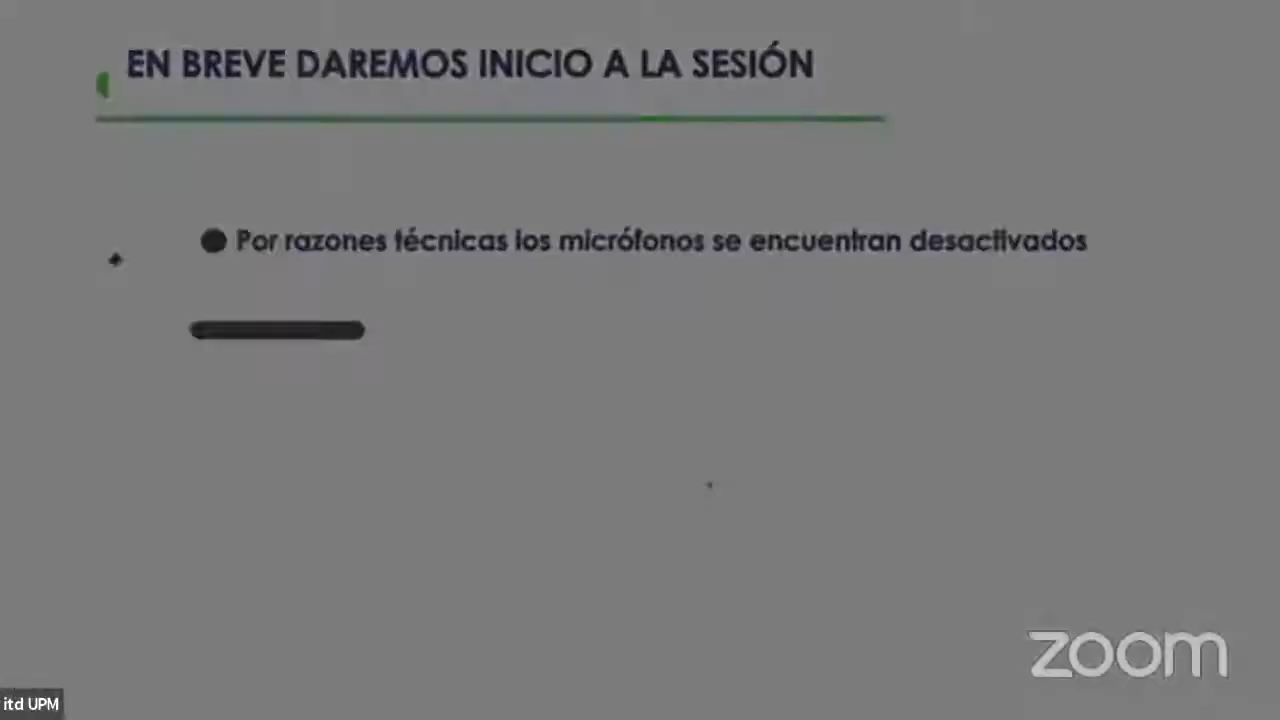 EN BREVE DAREMOS INICIO A LA SESIÓN
● Por razones técnicas los micrófonos se encuentran desactivados
zoom
itd UPM